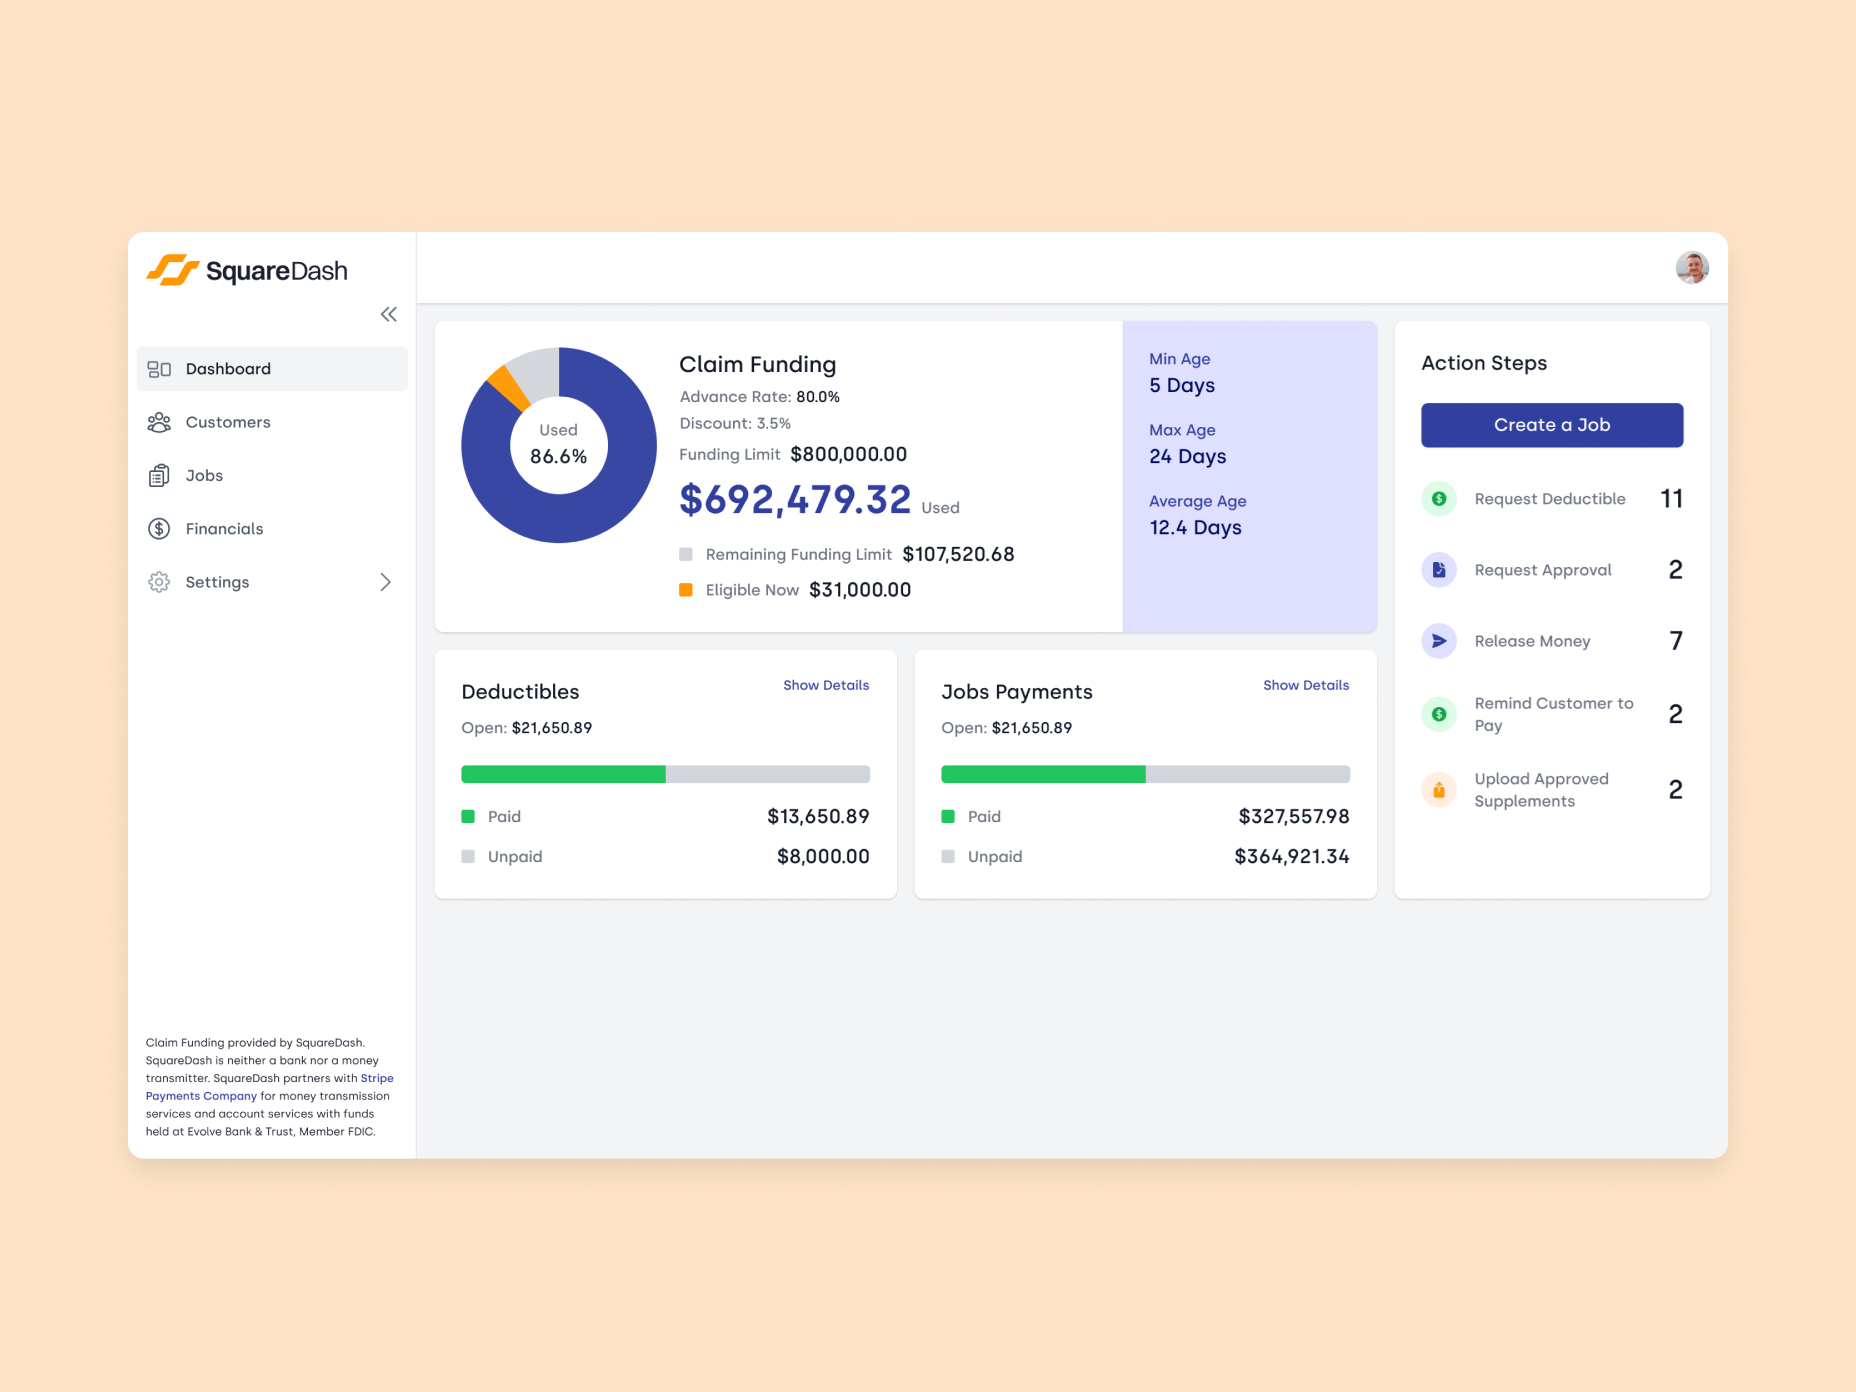 SquareDash
Dashboard
Customers
Jobs
Financials
Settings
Claim Funding provided by SquareDash.
SquareDash is neither a bank nor a money
transmitter. SquareDash partners with Stripe
Payments Company for money transmission
services and account services with funds
held at Evolve Bank & Trust, Member FDIC.
Used
86.6%
Claim Funding
Advance Rate: 80.0%
Discount: 3.5%
Funding Limit $800,000.00
$692,479.32 Used
Remaining Funding Limit $107,520.68
Eligible Now $31,000.00
Min Age
5 Days
Max Age
24 Days
Average Age
12.4 Days
Deductibles Show Details
Open: $21,650.89
Paid $13,650.89
Unpaid $8,000.00
Jobs Payments Show Details
Open: $21,650.89
Paid $327,557.98
Unpaid $364,921.34
Action Steps
Create a Job
Request Deductible 11
Request Approval 2
Release Money 7
Remind Customer to
Pay 2
Upload Approved
Supplements 2